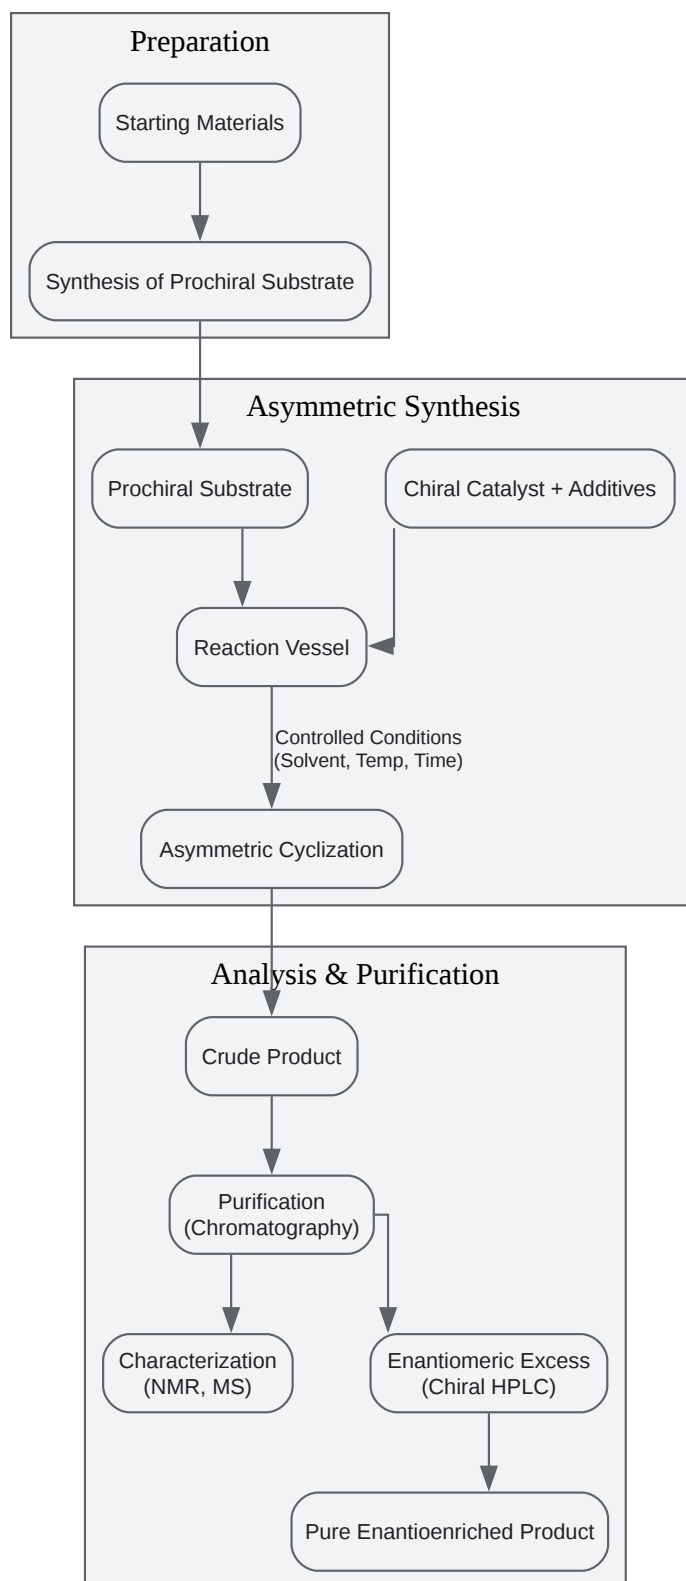 Preparation
Starting Materials
Synthesis of Prochiral Substrate
Asymmetric Synthesis
Prochiral Substrate
Chiral Catalyst + Additives
Reaction Vessel
Controlled Conditions
(Solvent, Temp, Time)
Asymmetric Cyclization
Analysis & Purification
Crude Product
Purification
(Chromatography)
Characterization
(NMR, MS)
Enantiomeric Excess
(Chiral HPLC)
Pure Enantioenriched Product